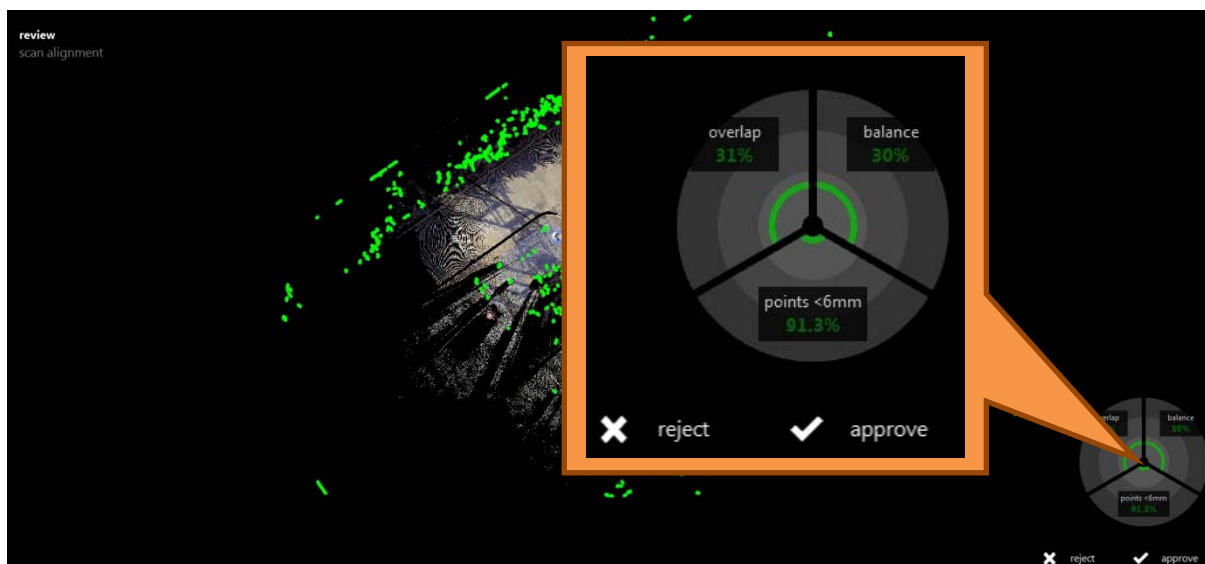 review
scan alignment
overlap
31%
balance
30%
points <6mm
91.3%
reject
approve
balance
30%
points <6mm
91.3%
reject
approve